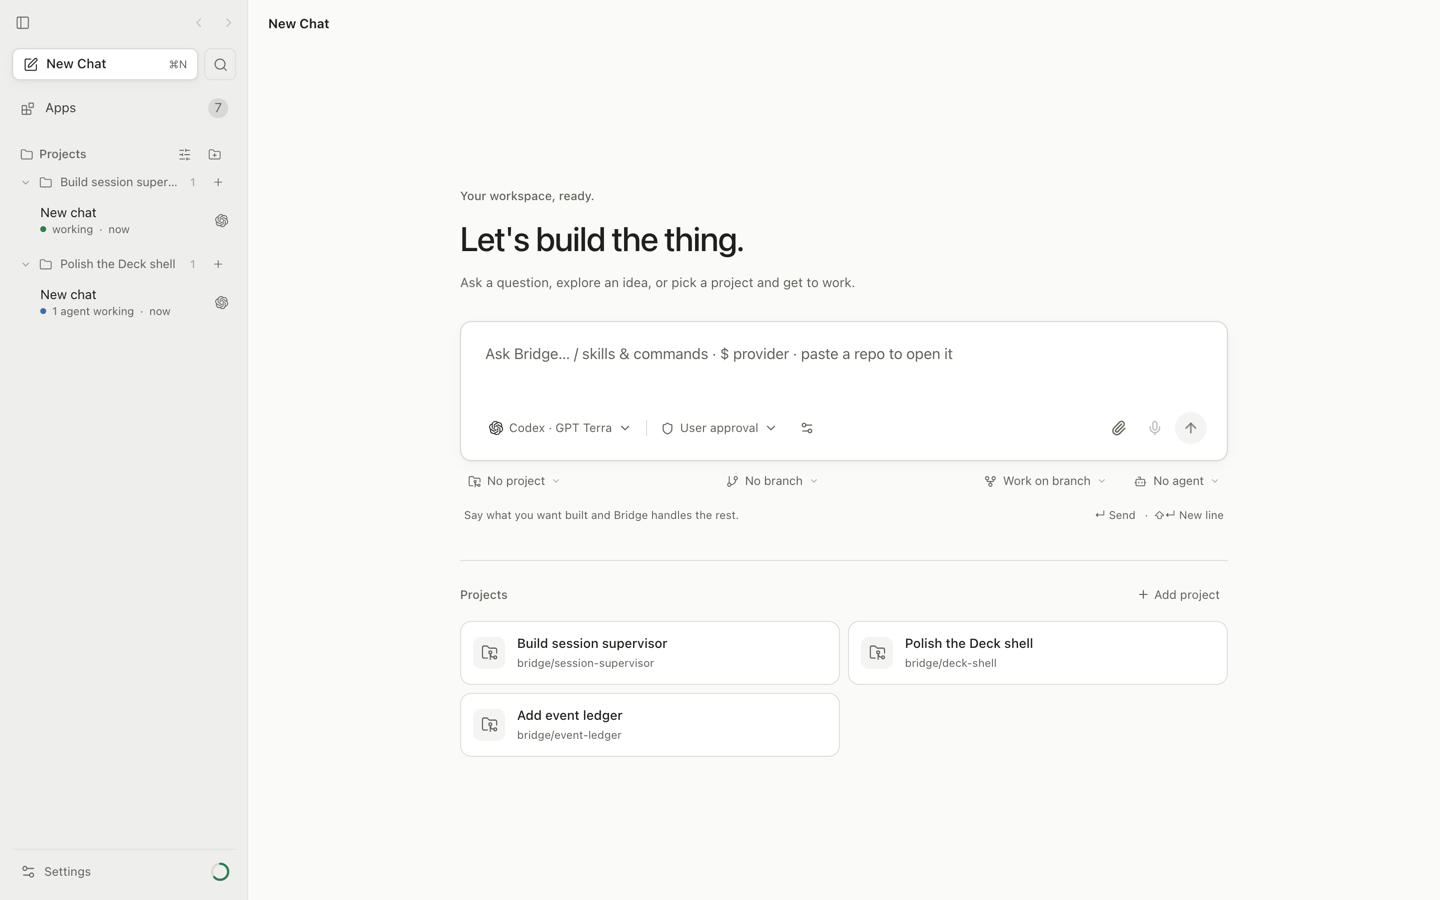 New Chat
New Chat
⌘N
Apps
7
Projects
Build session super...
1
New chat
working · now
Polish the Deck shell
1
New chat
1 agent working · now
Settings
Your workspace, ready.
Let's build the thing.
Ask a question, explore an idea, or pick a project and get to work.
Ask Bridge... / skills & commands · $ provider · paste a repo to open it
Codex · GPT Terra
User approval
No project
No branch
Work on branch
No agent
Say what you want built and Bridge handles the rest.
↵ Send · ⇧↵ New line
Projects
+ Add project
Build session supervisor
bridge/session-supervisor
Polish the Deck shell
bridge/deck-shell
Add event ledger
bridge/event-ledger